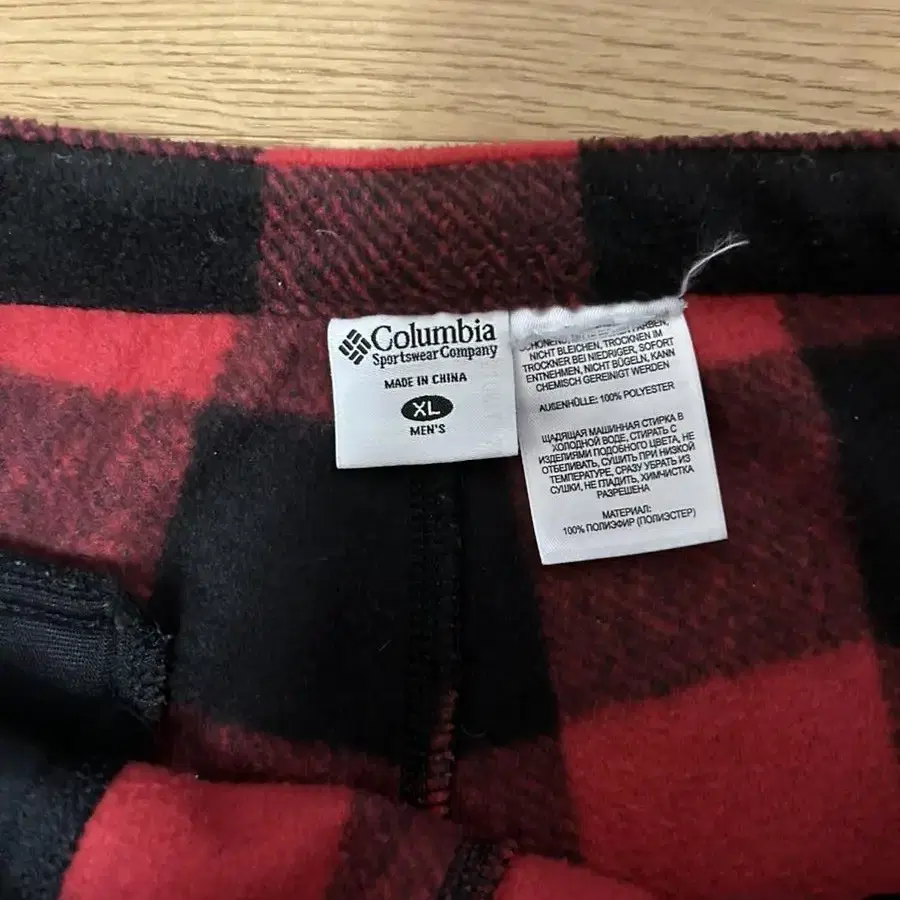 Columbia
Sportswear Company
MADE IN CHINA
XL
MEN'S
NICHT BLEICHEN, TROCKNEN IM
TROCKNER BEI NIEDRIGER, SOFORT
ENTNEHMEN, NICHT BÜGELN, KANN
CHEMISCH GEREINIGT WERDEN
AUßENHÜLLE: 100% POLYESTER
ЩАДЯЩАЯ МАШИННАЯ СТИРКА В
ХОЛОДНОЙ ВОДЕ, СТИРАТЬ С
ИЗДЕЛИЯМИ ПОДОБНОГО ЦВЕТА, НЕ
ОТБЕЛИВАТЬ, СУШИТЬ ПРИ НИЗКОЙ
ТЕМПЕРАТУРЕ, СРАЗУ УБРАТЬ ИЗ
СУШКИ, НЕ ГЛАДИТЬ, ХИМЧИСТКА
РАЗРЕШЕНА
МАТЕРИАЛ:
100% ПОЛИЭФИР (ПОЛИЭСТЕР)